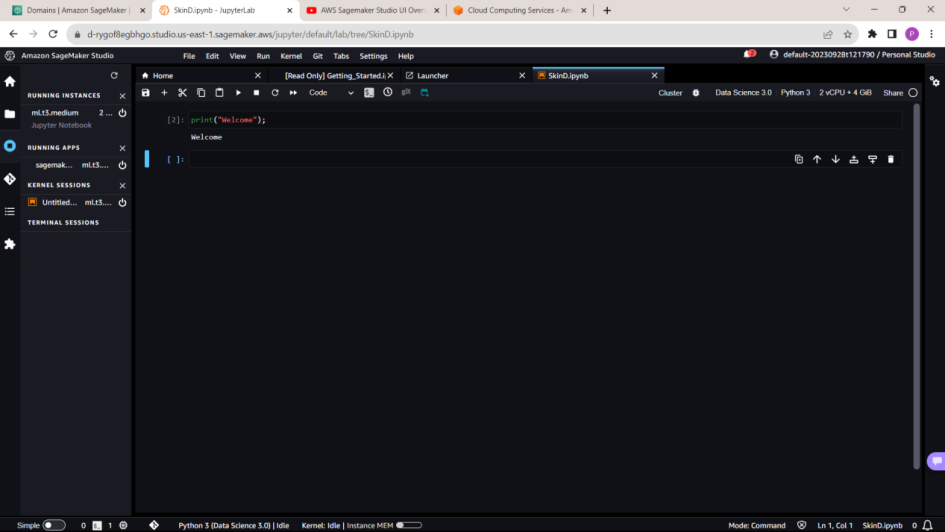 Domains | Amazon SageMaker |
SkinD.ipynb - JupyterLab
AWS Sagemaker Studio UI Over
Cloud Computing Services - Am
d-rygof8egbhgo.studio.us-east-1.sagemaker.aws/jupyter/default/lab/tree/SkinD.ipynb
P
Amazon SageMaker Studio
File Edit View Run Kernel Git Tabs Settings Help
2
default-20230928t121790 / Personal Studio
Home
[Read Only] Getting_Started.i
Launcher
SkinD.ipynb
Code
Cluster
Data Science 3.0
Python 3
2 vCPU + 4 GiB
Share
RUNNING INSTANCES
ml.t3.medium 2 ...
Jupyter Notebook
RUNNING APPS
sagemak... ml.t3....
KERNEL SESSIONS
Untitled... ml.t3....
TERMINAL SESSIONS
[2]: print("Welcome");
Welcome
[ ]:
Simple 0 1
Python 3 (Data Science 3.0) | Idle
Kernel: Idle | Instance MEM
Mode: Command
Ln 1, Col 1
SkinD.ipynb
0